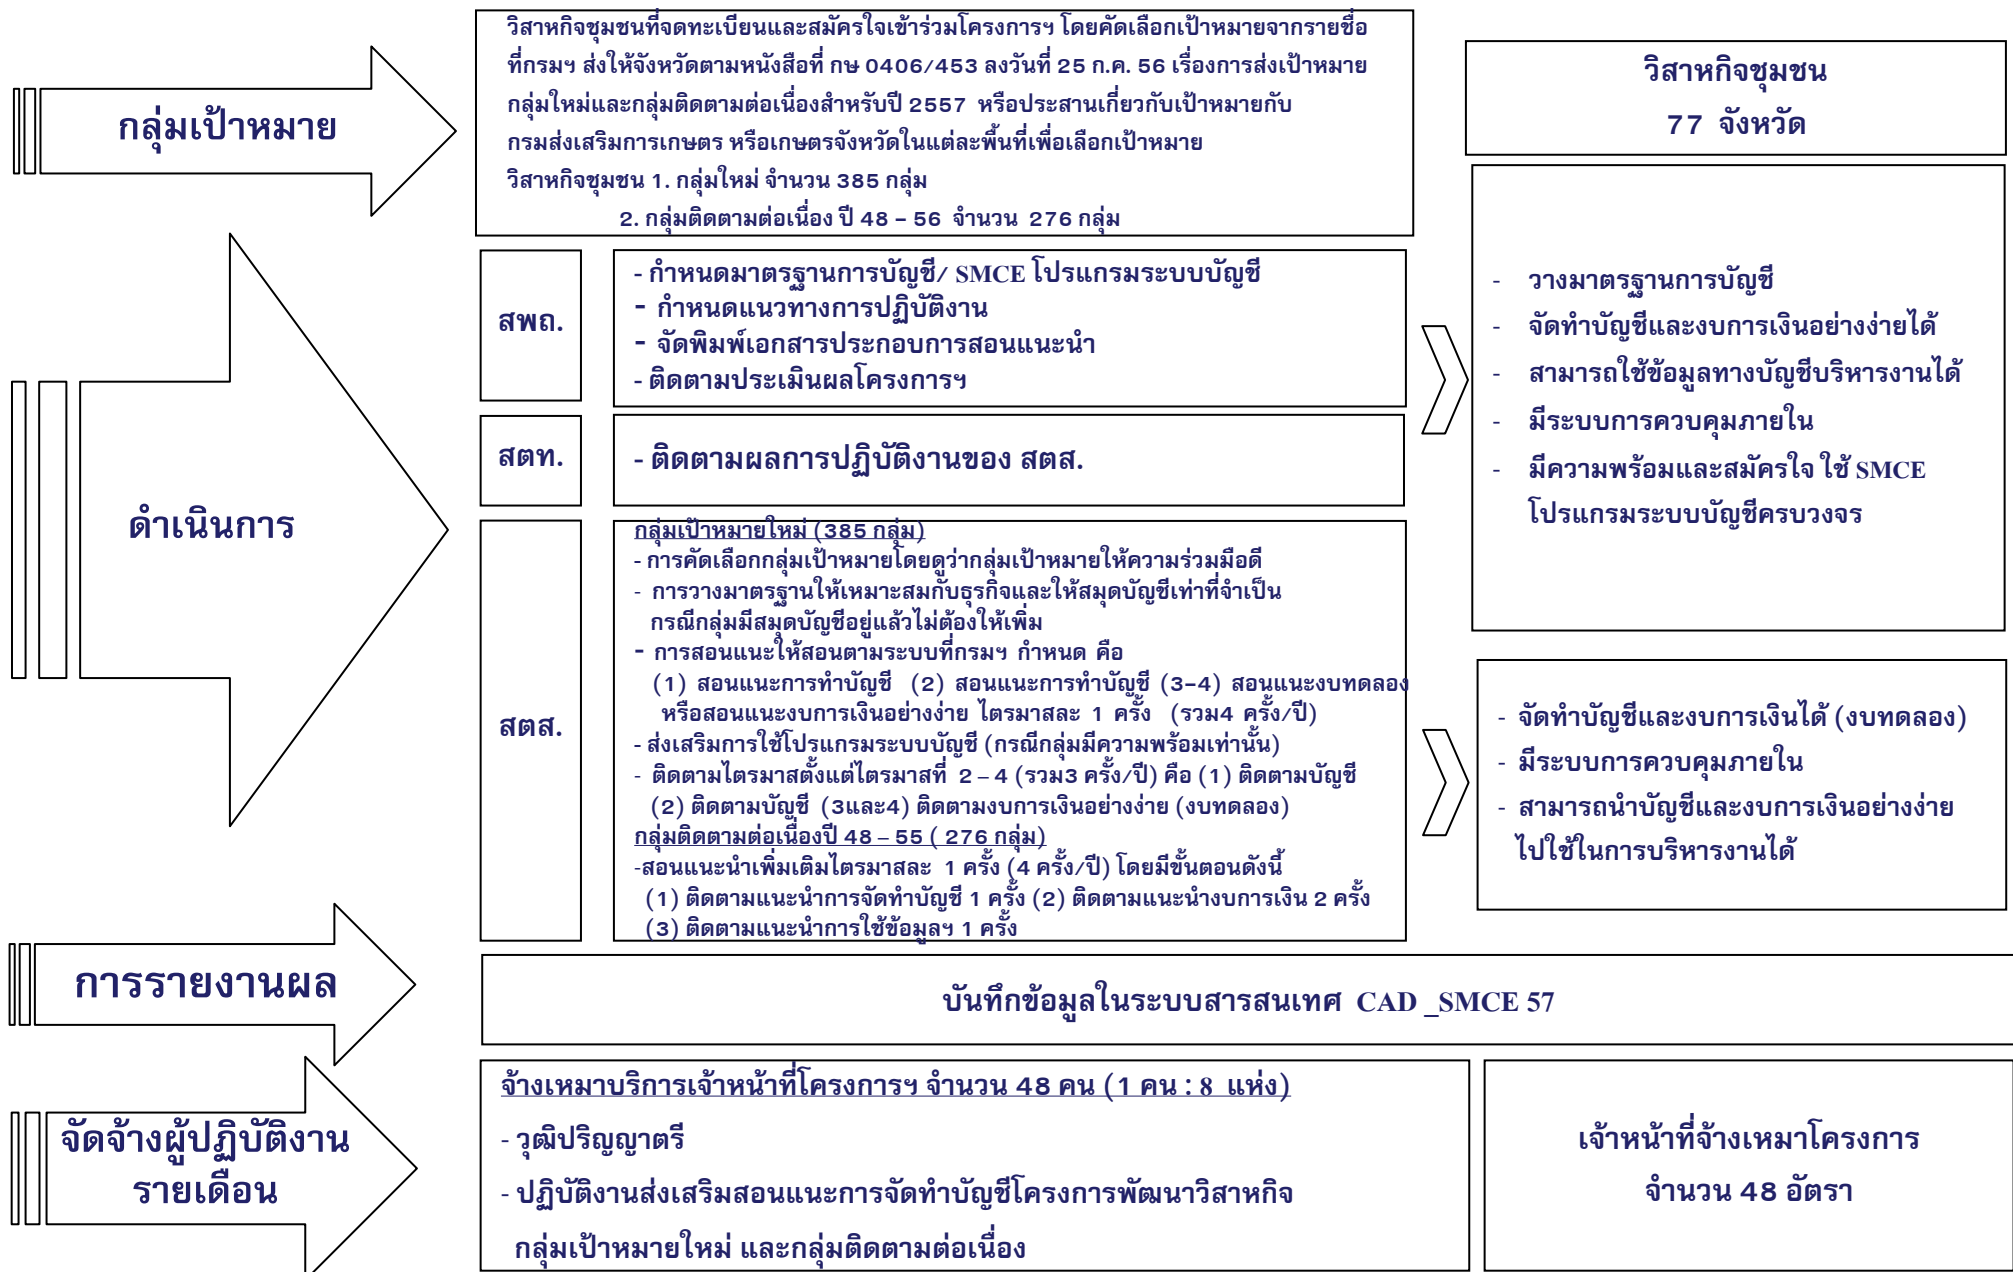 กลุ่มเป้าหมาย
วิสาหกิจชุมชนที่จดทะเบียนและสมัครใจเข้าร่วมโครงการฯ โดยคัดเลือกเป้าหมายจากรายชื่อ
ที่กรมฯ ส่งให้จังหวัดตามหนังสือที่ กษ 0406/453 ลงวันที่ 25 ก.ค. 56 เรื่องการส่งเป้าหมาย
กลุ่มใหม่และกลุ่มติดตามต่อเนื่องสำหรับปี 2557 หรือประสานเกี่ยวกับเป้าหมายกับ
กรมส่งเสริมการเกษตร หรือเกษตรจังหวัดในแต่ละพื้นที่เพื่อเลือกเป้าหมาย
วิสาหกิจชุมชน 1. กลุ่มใหม่ จำนวน 385 กลุ่ม
2. กลุ่มติดตามต่อเนื่อง ปี 48 – 56 จำนวน 276 กลุ่ม
วิสาหกิจชุมชน
77 จังหวัด
ดำเนินการ
สพถ.
- กำหนดมาตรฐานการบัญชี/ SMCE โปรแกรมระบบบัญชี
- กำหนดแนวทางการปฏิบัติงาน
- จัดพิมพ์เอกสารประกอบการสอนแนะนำ
- ติดตามประเมินผลโครงการฯ
สตท.
- ติดตามผลการปฏิบัติงานของ สตส.
- วางมาตรฐานการบัญชี
- จัดทำบัญชีและงบการเงินอย่างง่ายได้
- สามารถใช้ข้อมูลทางบัญชีบริหารงานได้
- มีระบบการควบคุมภายใน
- มีความพร้อมและสมัครใจ ใช้ SMCE
โปรแกรมระบบบัญชีครบวงจร
สตส.
กลุ่มเป้าหมายใหม่ (385 กลุ่ม)
- การคัดเลือกกลุ่มเป้าหมายโดยดูว่ากลุ่มเป้าหมายให้ความร่วมมือดี
- การวางมาตรฐานให้เหมาะสมกับธุรกิจและให้สมุดบัญชีเท่าที่จำเป็น
กรณีกลุ่มมีสมุดบัญชีอยู่แล้วไม่ต้องให้เพิ่ม
- การสอนแนะให้สอนตามระบบที่กรมฯ กำหนด คือ
(1) สอนแนะการทำบัญชี (2) สอนแนะการทำบัญชี (3-4) สอนแนะงบทดลอง
หรือสอนแนะงบการเงินอย่างง่าย ไตรมาสละ 1 ครั้ง (รวม4 ครั้ง/ปี)
- ส่งเสริมการใช้โปรแกรมระบบบัญชี (กรณีกลุ่มมีความพร้อมเท่านั้น)
- ติดตามไตรมาสตั้งแต่ไตรมาสที่ 2 – 4 (รวม3 ครั้ง/ปี) คือ (1) ติดตามบัญชี
(2) ติดตามบัญชี (3และ4) ติดตามงบการเงินอย่างง่าย (งบทดลอง)
กลุ่มติดตามต่อเนื่องปี 48 – 55 ( 276 กลุ่ม)
-สอนแนะนำเพิ่มเติมไตรมาสละ 1 ครั้ง (4 ครั้ง/ปี) โดยมีขั้นตอนดังนี้
(1) ติดตามแนะนำการจัดทำบัญชี 1 ครั้ง (2) ติดตามแนะนำงบการเงิน 2 ครั้ง
(3) ติดตามแนะนำการใช้ข้อมูลฯ 1 ครั้ง
- จัดทำบัญชีและงบการเงินได้ (งบทดลอง)
- มีระบบการควบคุมภายใน
- สามารถนำบัญชีและงบการเงินอย่างง่าย
ไปใช้ในการบริหารงานได้
การรายงานผล
บันทึกข้อมูลในระบบสารสนเทศ CAD _SMCE 57
จัดจ้างผู้ปฏิบัติงาน
รายเดือน
จ้างเหมาบริการเจ้าหน้าที่โครงการฯ จำนวน 48 คน (1 คน : 8 แห่ง)
- วุฒิปริญญาตรี
- ปฏิบัติงานส่งเสริมสอนแนะการจัดทำบัญชีโครงการพัฒนาวิสาหกิจ
กลุ่มเป้าหมายใหม่ และกลุ่มติดตามต่อเนื่อง
เจ้าหน้าที่จ้างเหมาโครงการ
จำนวน 48 อัตรา